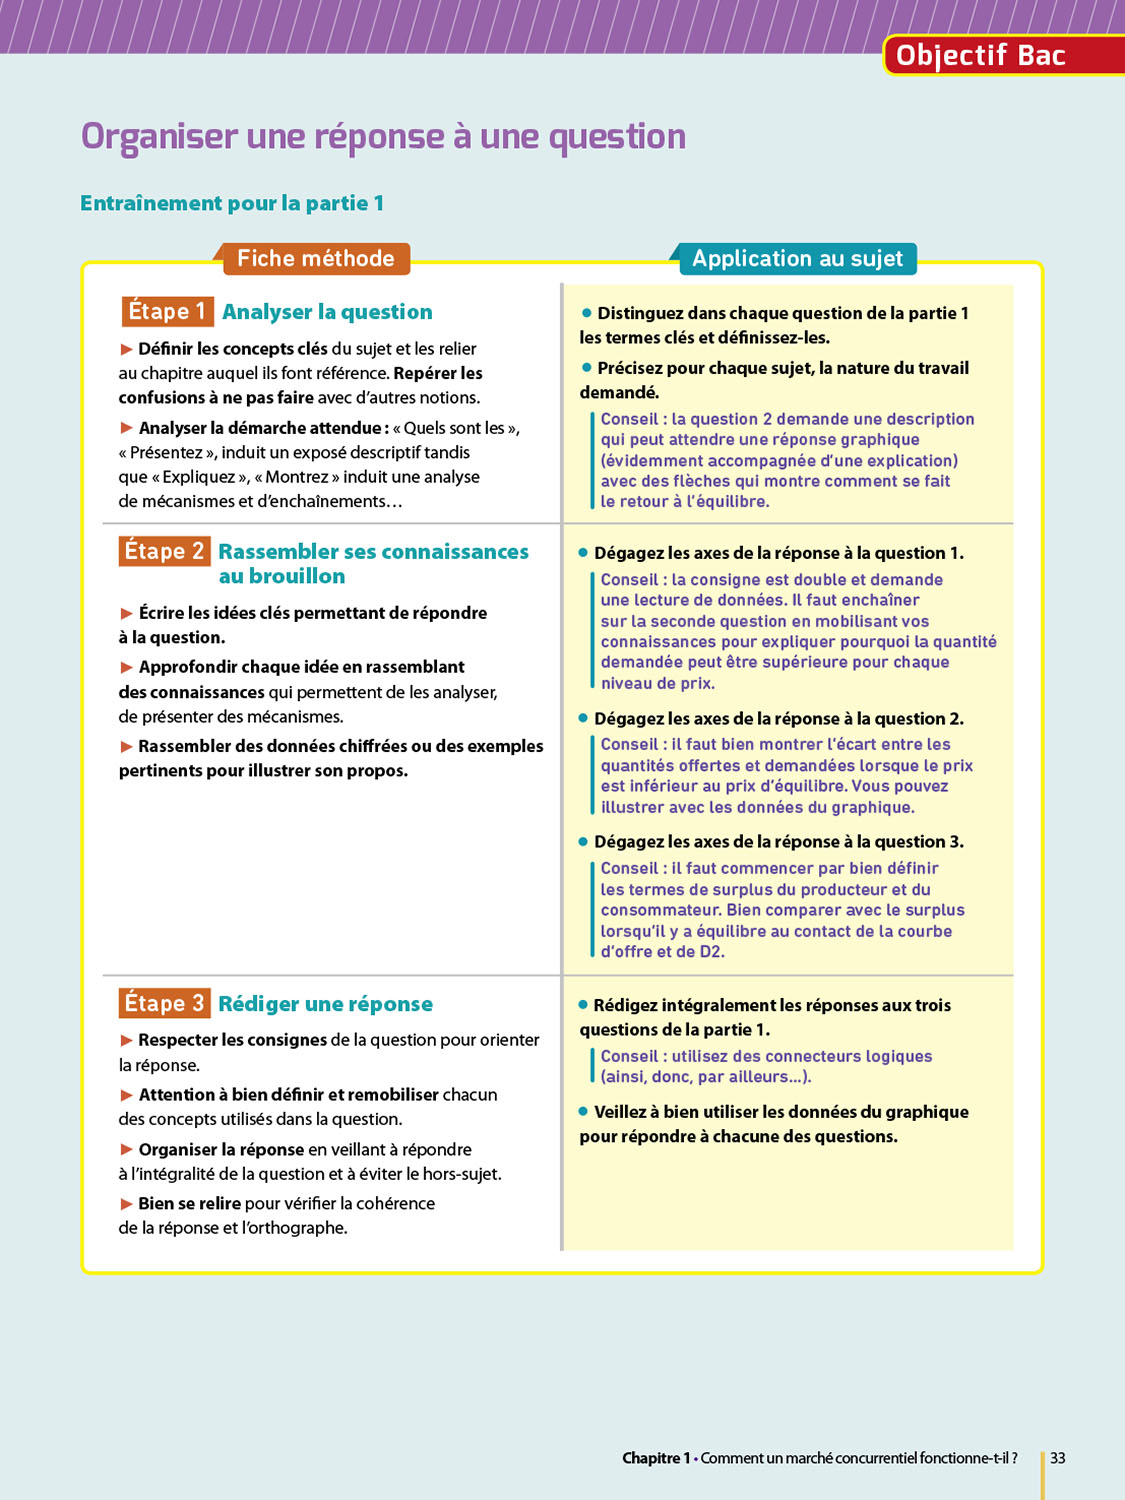 Objectif Bac
Organiser une réponse à une question
Entraînement pour la partie 1
Fiche méthode
Étape 1 Analyser la question
► Définir les concepts clés du sujet et les relier
au chapitre auquel ils font référence. Repérer les
confusions à ne pas faire avec d’autres notions.
► Analyser la démarche attendue : « Quels sont les »,
« Présentez », induit un exposé descriptif tandis
que « Expliquez », « Montrez » induit une analyse
de mécanismes et d’enchaînements…
Application au sujet
• Distinguez dans chaque question de la partie 1
les termes clés et définissez-les.
• Précisez pour chaque sujet, la nature du travail
demandé.
Conseil : la question 2 demande une description
qui peut attendre une réponse graphique
(évidemment accompagnée d’une explication)
avec des flèches qui montre comment se fait
le retour à l’équilibre.
Étape 2 Rassembler ses connaissances
au brouillon
► Écrire les idées clés permettant de répondre
à la question.
► Approfondir chaque idée en rassemblant
des connaissances qui permettent de les analyser,
de présenter des mécanismes.
► Rassembler des données chiffrées ou des exemples
pertinents pour illustrer son propos.
• Dégagez les axes de la réponse à la question 1.
Conseil : la consigne est double et demande
une lecture de données. Il faut enchaîner
sur la seconde question en mobilisant vos
connaissances pour expliquer pourquoi la quantité
demandée peut être supérieure pour chaque
niveau de prix.
• Dégagez les axes de la réponse à la question 2.
Conseil : il faut bien montrer l’écart entre les
quantités offertes et demandées lorsque le prix
est inférieur au prix d’équilibre. Vous pouvez
illustrer avec les données du graphique.
• Dégagez les axes de la réponse à la question 3.
Conseil : il faut commencer par bien définir
les termes de surplus du producteur et du
consommateur. Bien comparer avec le surplus
lorsqu’il y a équilibre au contact de la courbe
d’offre et de D2.
Étape 3 Rédiger une réponse
► Respecter les consignes de la question pour orienter
la réponse.
► Attention à bien définir et remobiliser chacun
des concepts utilisés dans la question.
► Organiser la réponse en veillant à répondre
à l’intégralité de la question et à éviter le hors-sujet.
► Bien se relire pour vérifier la cohérence
de la réponse et l’orthographe.
• Rédigez intégralement les réponses aux trois
questions de la partie 1.
Conseil : utilisez des connecteurs logiques
(ainsi, donc, par ailleurs…).
• Veillez à bien utiliser les données du graphique
pour répondre à chacune des questions.
Chapitre 1 • Comment un marché concurrentiel fonctionne-t-il ? 33